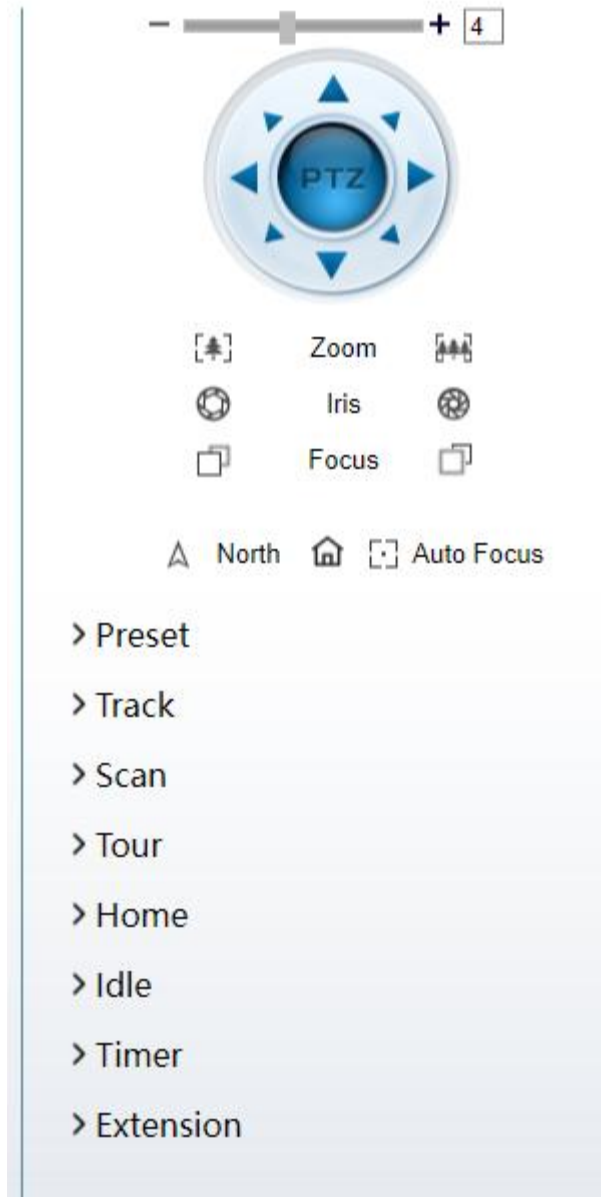 − + 4
PTZ
Zoom
Iris
Focus
North Auto Focus
> Preset
> Track
> Scan
> Tour
> Home
> Idle
> Timer
> Extension